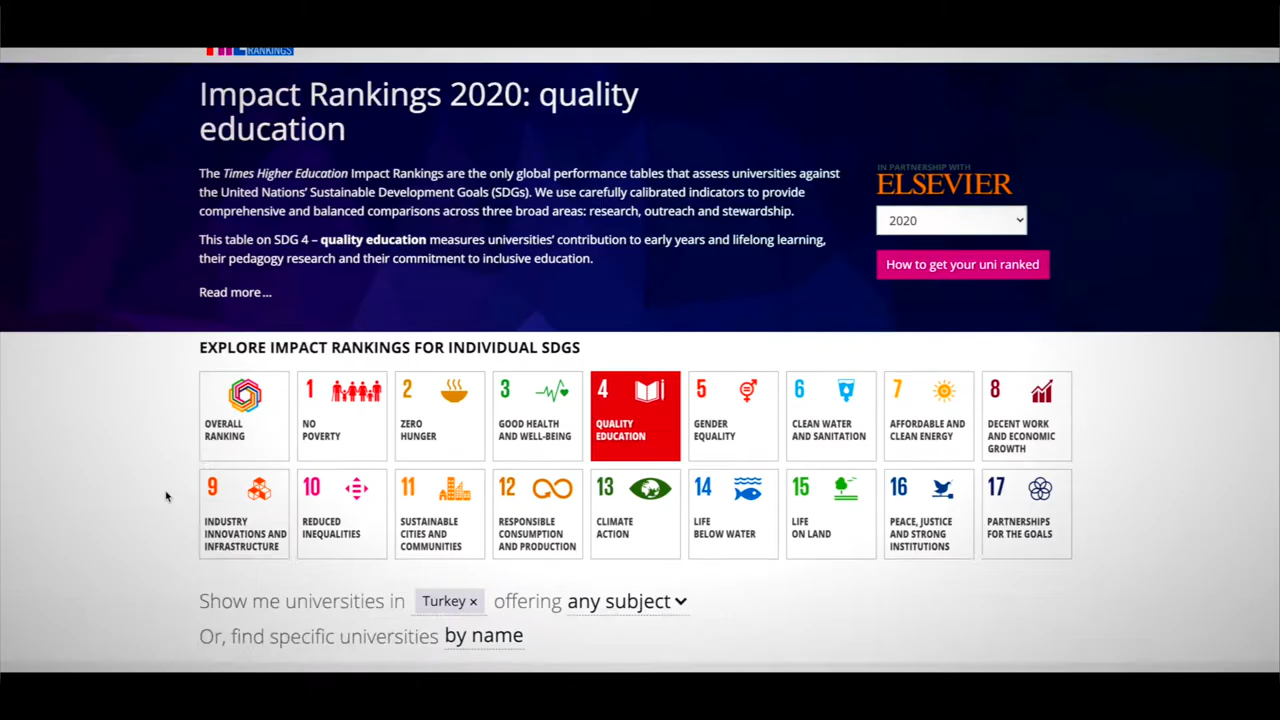 RANKINGS
Impact Rankings 2020: quality
education
The Times Higher Education Impact Rankings are the only global performance tables that assess universities against
the United Nations’ Sustainable Development Goals (SDGs). We use carefully calibrated indicators to provide
comprehensive and balanced comparisons across three broad areas: research, outreach and stewardship.
This table on SDG 4 – quality education measures universities’ contribution to early years and lifelong learning,
their pedagogy research and their commitment to inclusive education.
Read more ...
IN PARTNERSHIP WITH
ELSEVIER
2020
How to get your uni ranked
EXPLORE IMPACT RANKINGS FOR INDIVIDUAL SDGS
OVERALL
RANKING
1
NO
POVERTY
2
ZERO
HUNGER
3
GOOD HEALTH
AND WELL-BEING
4
QUALITY
EDUCATION
5
GENDER
EQUALITY
6
CLEAN WATER
AND SANITATION
7
AFFORDABLE AND
CLEAN ENERGY
8
DECENT WORK
AND ECONOMIC
GROWTH
9
INDUSTRY
INNOVATIONS AND
INFRASTRUCTURE
10
REDUCED
INEQUALITIES
11
SUSTAINABLE
CITIES AND
COMMUNITIES
12
RESPONSIBLE
CONSUMPTION
AND PRODUCTION
13
CLIMATE
ACTION
14
LIFE
BELOW WATER
15
LIFE
ON LAND
16
PEACE, JUSTICE
AND STRONG
INSTITUTIONS
17
PARTNERSHIPS
FOR THE GOALS
Show me universities in Turkey × offering any subject
Or, find specific universities by name